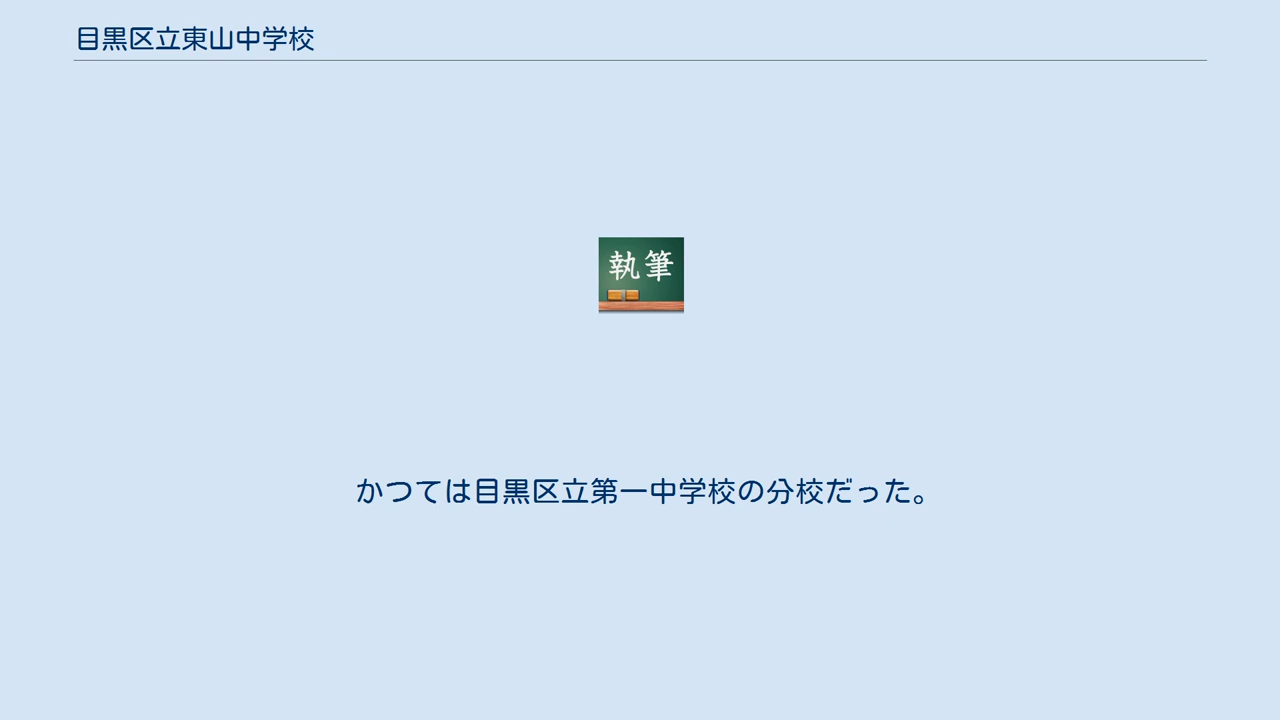 目黒区立東山中学校
執筆
かつては目黒区立第一中学校の分校だった。